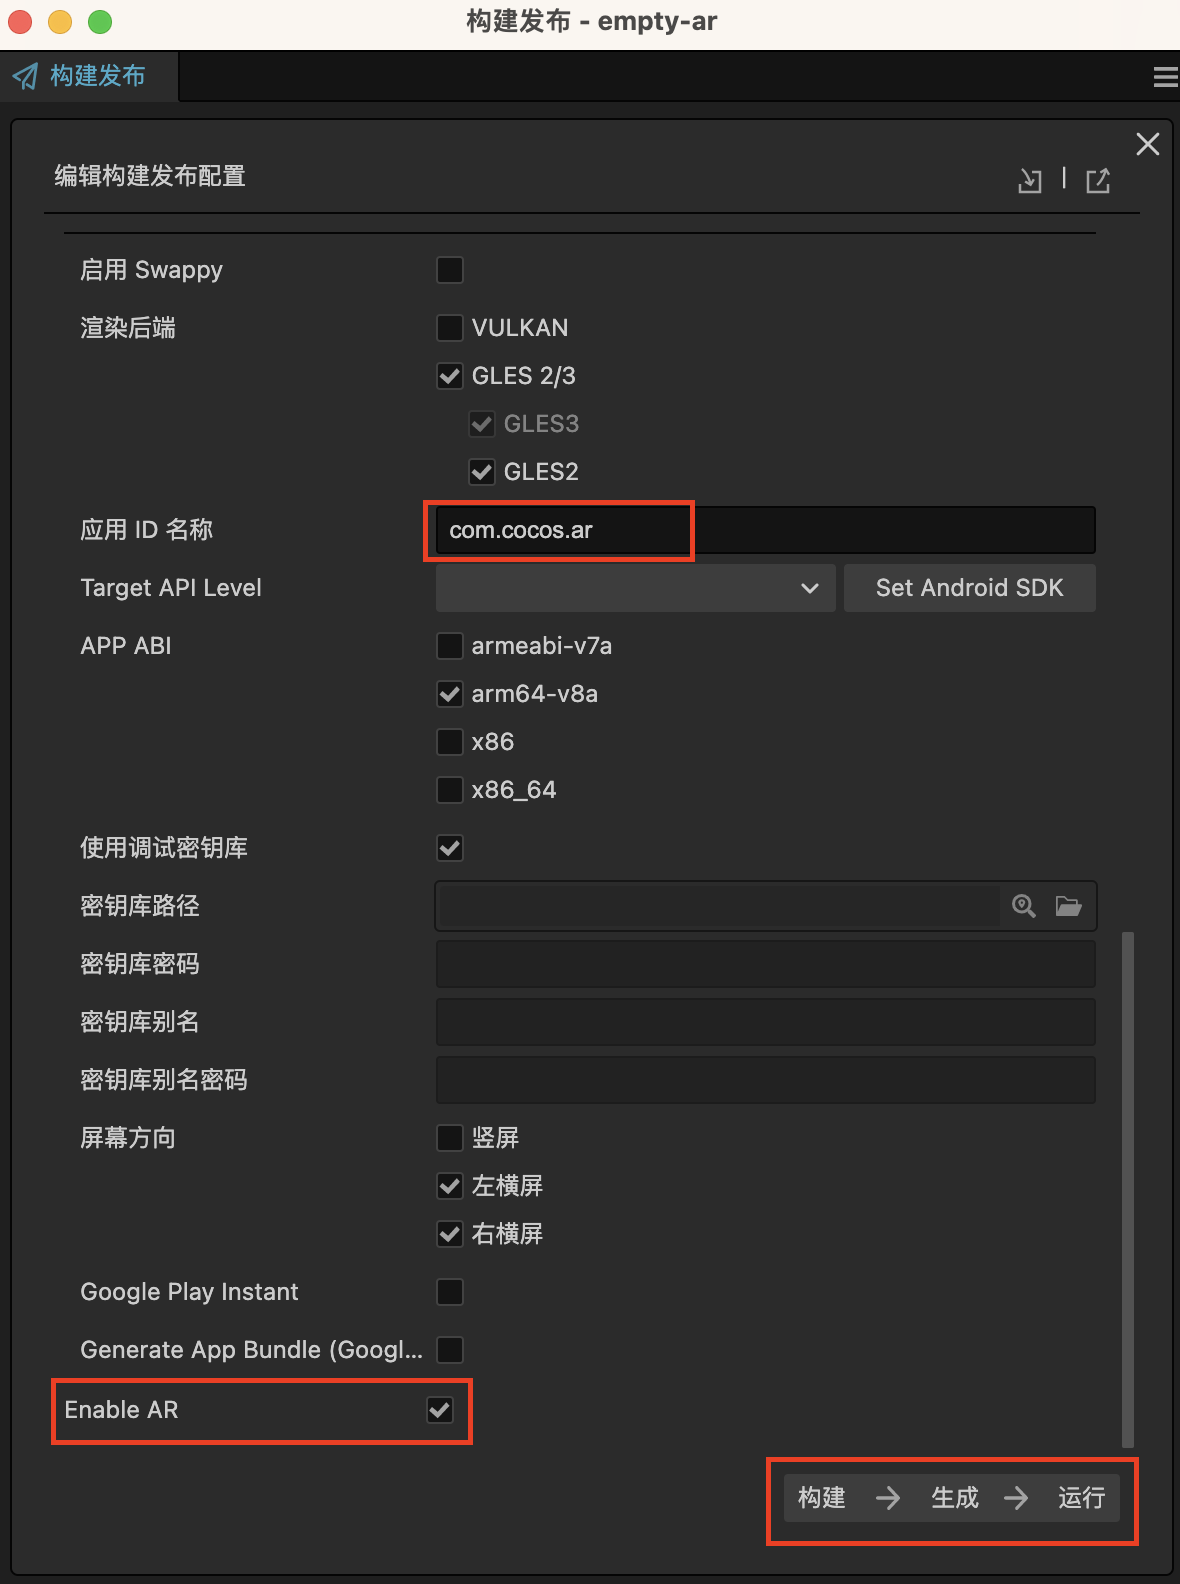 构建发布 - empty-ar
构建发布
编辑构建发布配置
启用 Swappy
渲染后端
VULKAN
GLES 2/3
GLES3
GLES2
应用 ID 名称
com.cocos.ar
Target API Level
Set Android SDK
APP ABI
armeabi-v7a
arm64-v8a
x86
x86_64
使用调试密钥库
密钥库路径
密钥库密码
密钥库别名
密钥库别名密码
屏幕方向
竖屏
左横屏
右横屏
Google Play Instant
Generate App Bundle (Googl...
Enable AR
构建 → 生成 → 运行